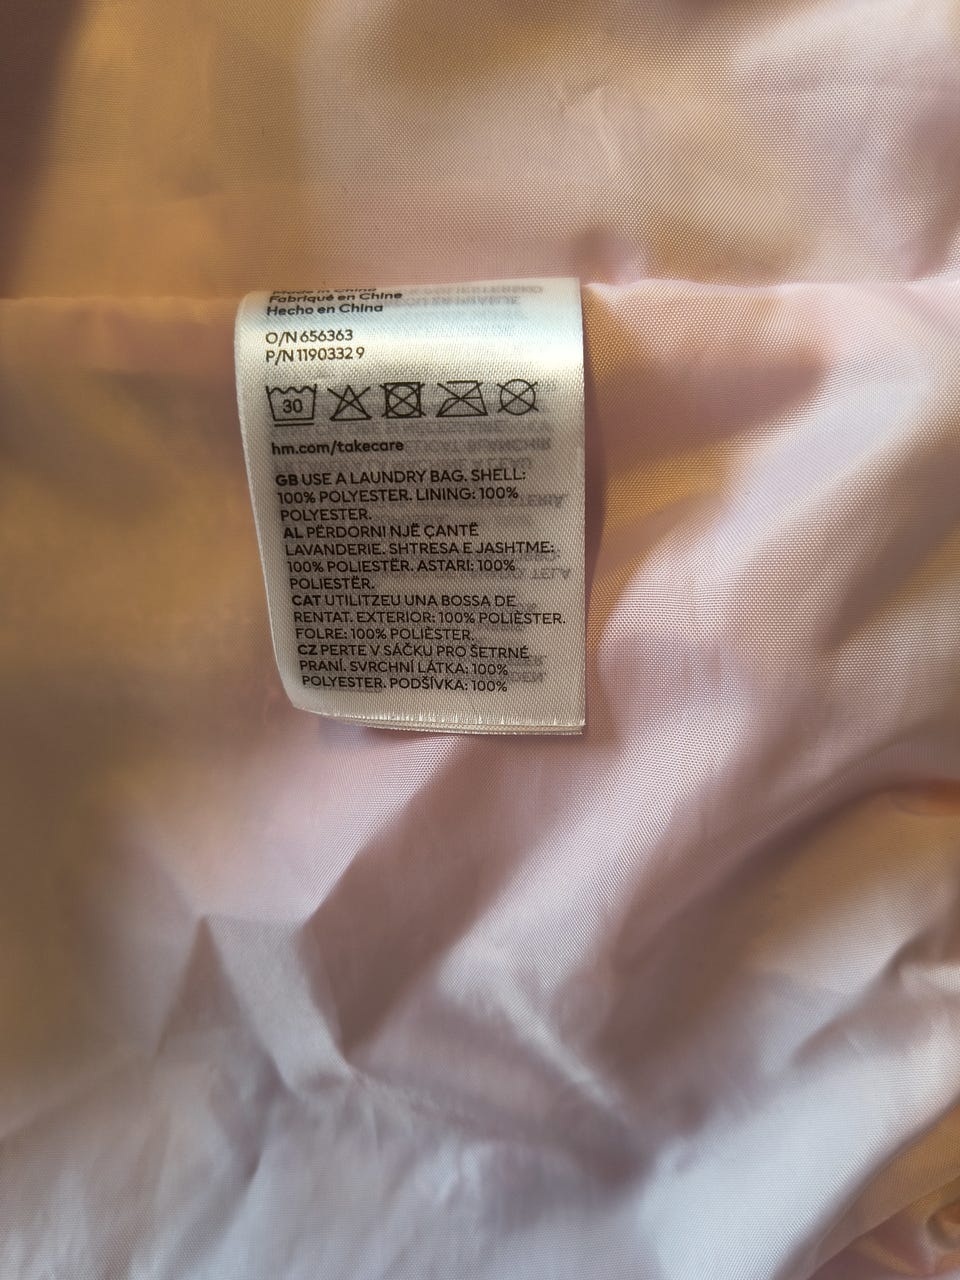 Made in China
Fabriqué en Chine
Hecho en China
O/N 656363
P/N 1190332 9
30
hm.com/takecare
GB USE A LAUNDRY BAG. SHELL:
100% POLYESTER. LINING: 100%
POLYESTER.
AL PËRDORNI NJË ÇANTË
LAVANDERIE. SHTRESA E JASHTME:
100% POLIESTËR. ASTARI: 100%
POLIESTËR.
CAT UTILITZEU UNA BOSSA DE
RENTAT. EXTERIOR: 100% POLIÈSTER.
FOLRE: 100% POLIÈSTER.
CZ PERTE V SÁČKU PRO ŠETRNÉ
PRANÍ. SVRCHNÍ LÁTKA: 100%
POLYESTER. PODŠÍVKA: 100%